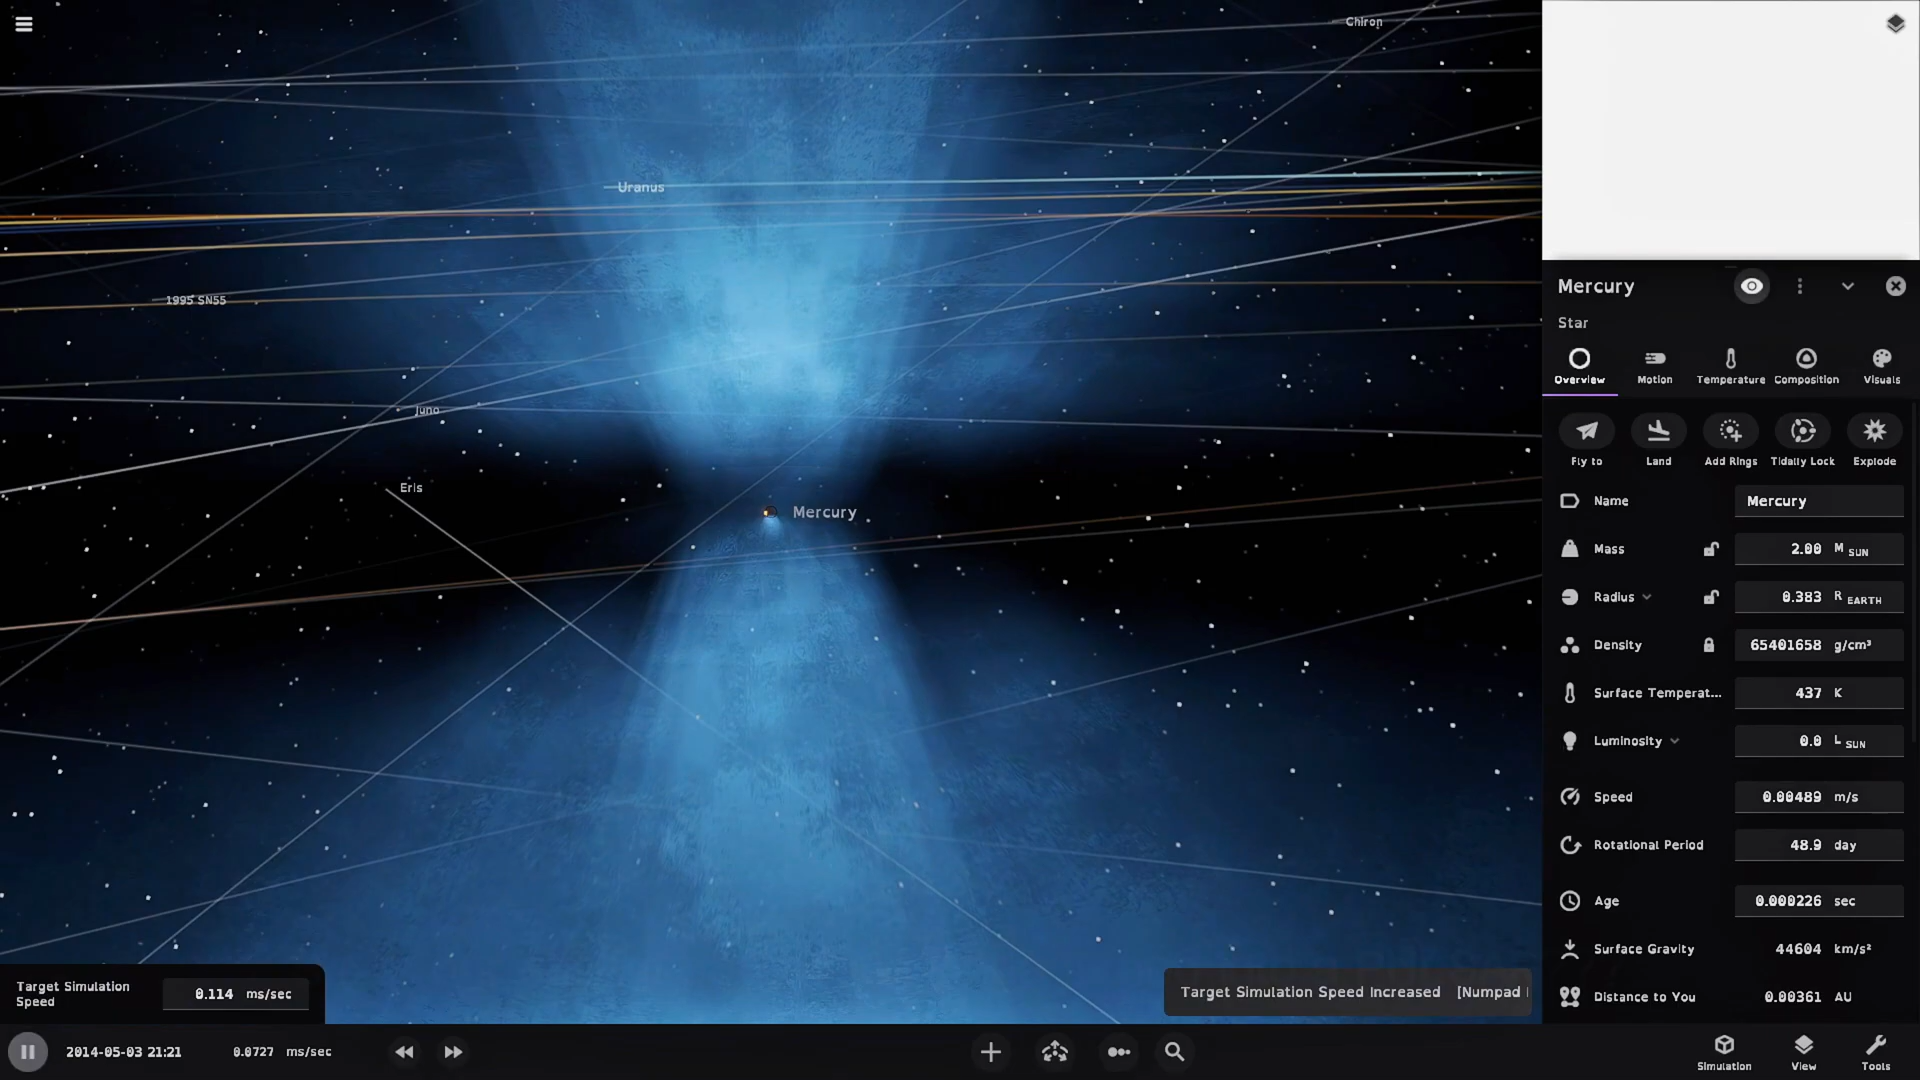 Chiron
Uranus
1995 SN55
Juno
Eris
Mercury
Target Simulation
Speed
0.114 ms/sec
Target Simulation Speed Increased [Numpad
2014-05-03 21:21
0.0727 ms/sec
Simulation
View
Tools
Mercury
Star
Overview
Motion
Temperature
Composition
Visuals
Fly to
Land
Add Rings
Tidally Lock
Explode
Name Mercury
Mass 2.00 M SUN
Radius 0.383 R EARTH
Density 65401658 g/cm³
Surface Temperat... 437 K
Luminosity 0.0 L SUN
Speed 0.00489 m/s
Rotational Period 48.9 day
Age 0.000226 sec
Surface Gravity 44604 km/s²
Distance to You 0.00361 AU